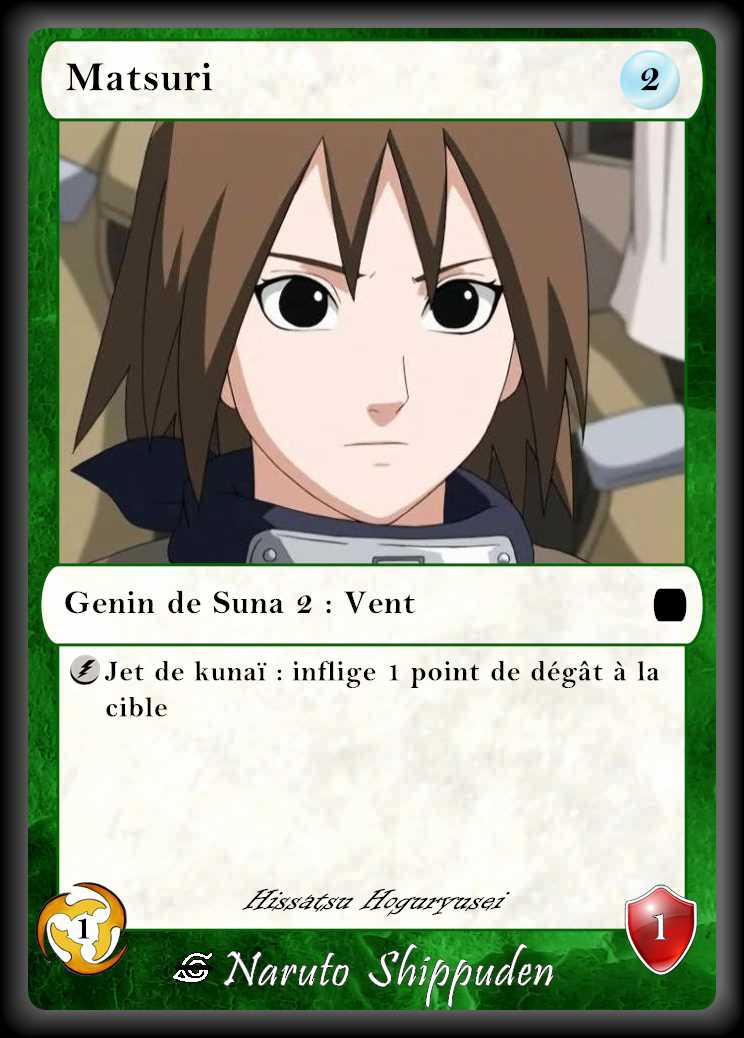 Matsuri
2
Genin de Suna 2 : Vent
Jet de kunaï : inflige 1 point de dégât à la
cible
Hissatsu Hoguryusei
1
1
Naruto Shippuden